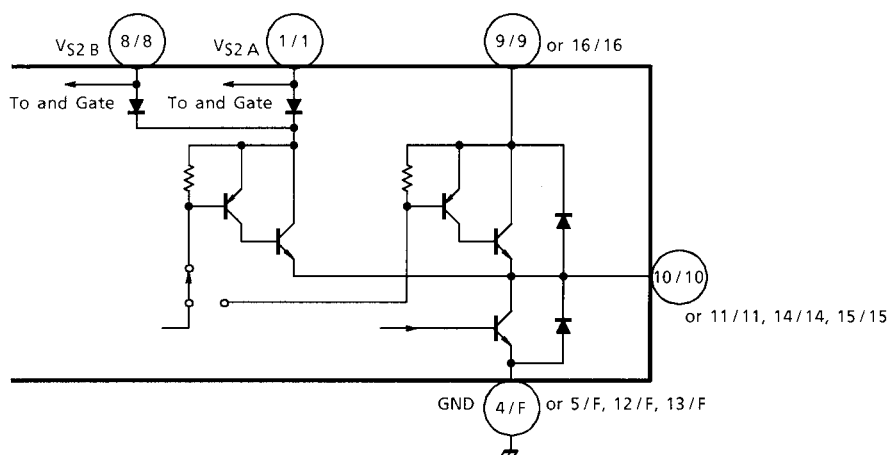 VS2 B 8/8 VS2 A 1/1 9/9 or 16/16
To and Gate To and Gate
10/10
or 11/11, 14/14, 15/15
GND 4/F or 5/F, 12/F, 13/F